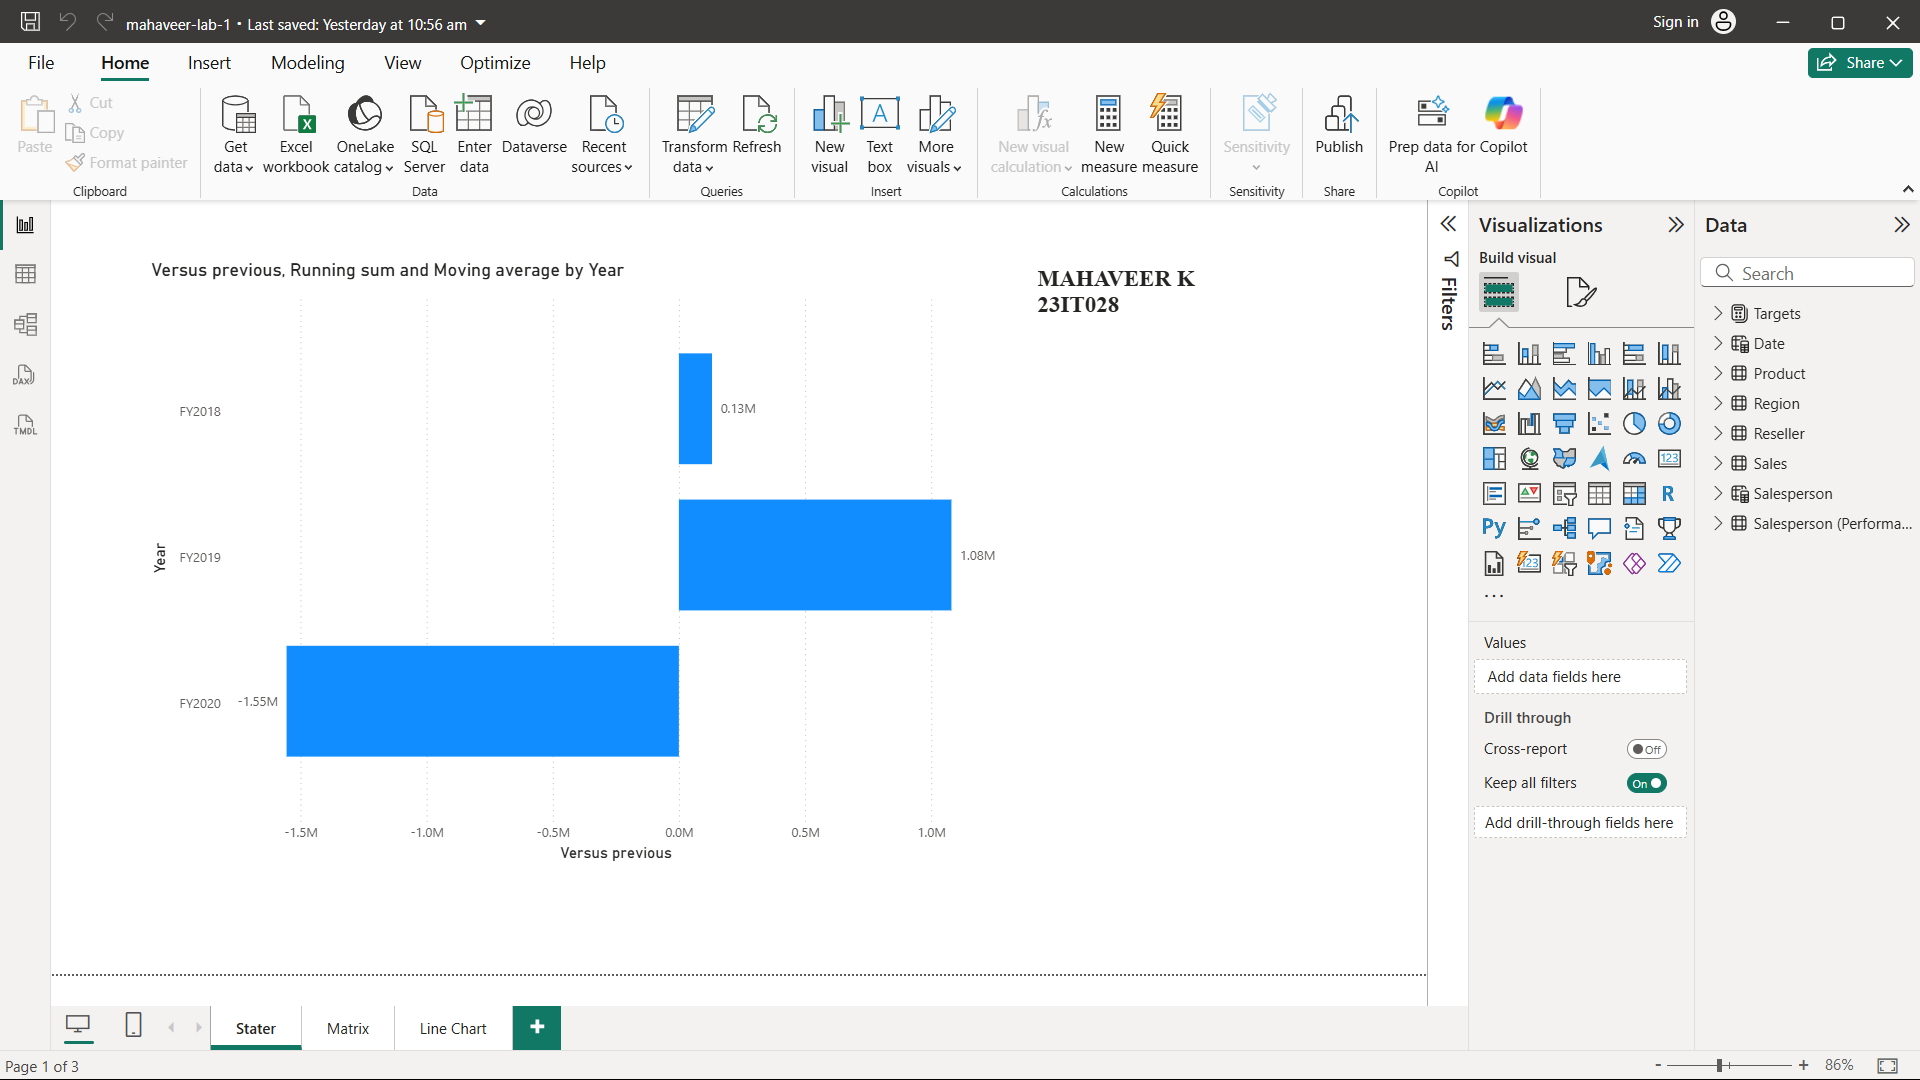 mahaveer-lab-1 • Last saved: Yesterday at 10:56 am
Sign in
File
Home
Insert
Modeling
View
Optimize
Help
Share
Paste
Cut
Copy
Format painter
Clipboard
Get data
Excel workbook
OneLake catalog
SQL Server
Enter data
Dataverse
Recent sources
Data
Transform data
Refresh
Queries
New visual
Text box
More visuals
Insert
New visual calculation
New measure
Quick measure
Calculations
Sensitivity
Sensitivity
Publish
Share
Prep data for AI
Copilot
Copilot
DAX
TMDL
Versus previous, Running sum and Moving average by Year
MAHAVEER K
23IT028
Year
FY2018
0.13M
FY2019
1.08M
FY2020
-1.55M
-1.5M
-1.0M
-0.5M
0.0M
0.5M
1.0M
Versus previous
Filters
Visualizations
Build visual
123
R
Py
123
...
Values
Add data fields here
Drill through
Cross-report
Off
Keep all filters
On
Add drill-through fields here
Data
Search
Targets
Date
Product
Region
Reseller
Sales
Salesperson
Salesperson (Performa...
Stater
Matrix
Line Chart
+
Page 1 of 3
-
+
86%